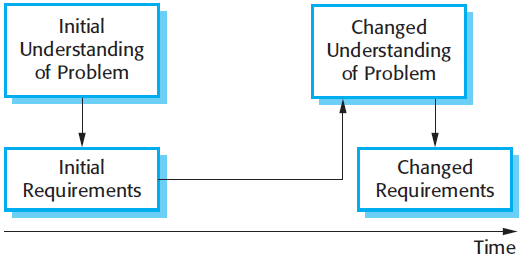 Initial
Understanding
of Problem
Changed
Understanding
of Problem
Initial
Requirements
Changed
Requirements
Time